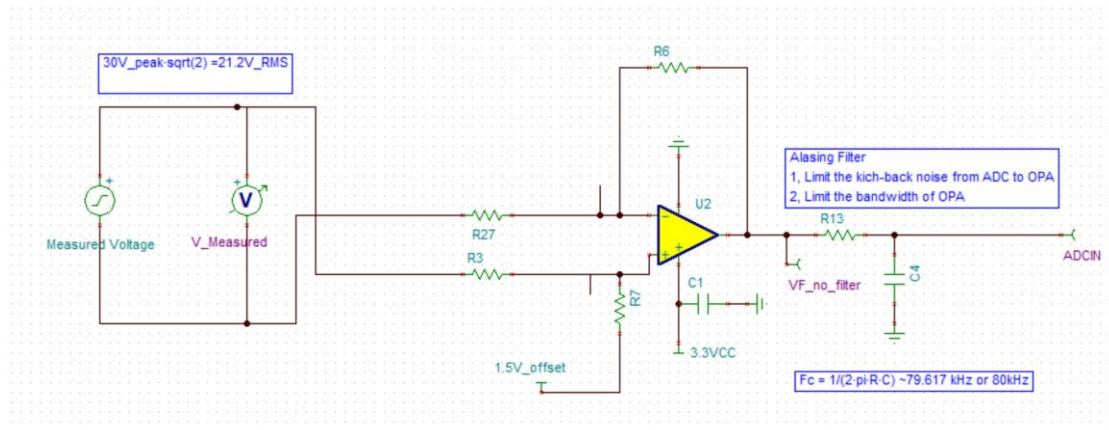 30V_peak·sqrt(2) =21.2V_RMS
R6
Alasing Filter
1, Limit the kich-back noise from ADC to OPA
2, Limit the bandwidth of OPA
+
+
V
−
U2
R13
Measured Voltage
V_Measured
R27
ADCIN
R3
+
+
C1
C4
VF_no_filter
R7
3.3VCC
1.5V_offset
Fc = 1/(2·pi·R·C) ~79.617 kHz or 80kHz